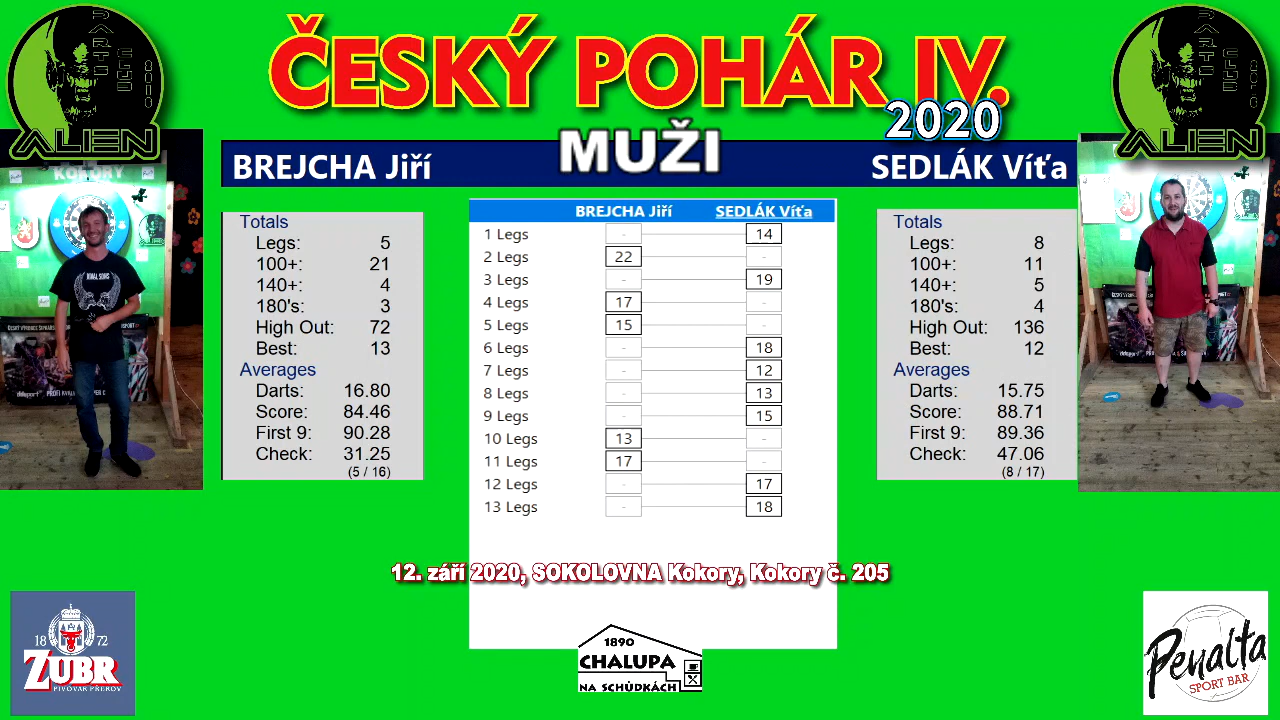 ČESKÝ POHÁR IV.
2020
MUŽI
DARTS CLUB 2010
ALIEN
DARTS CLUB 2010
ALIEN
KOKORY
BREJCHA Jiří
SEDLÁK Víťa
Totals
Legs: 5
100+: 21
140+: 4
180's: 3
High Out: 72
Best: 13
Averages
Darts: 16.80
Score: 84.46
First 9: 90.28
Check: 31.25
(5 / 16)
BREJCHA Jiří SEDLÁK Víťa
1 Legs - 14
2 Legs 22 -
3 Legs - 19
4 Legs 17 -
5 Legs 15 -
6 Legs - 18
7 Legs - 12
8 Legs - 13
9 Legs - 15
10 Legs 13 -
11 Legs 17 -
12 Legs - 17
13 Legs - 18
Totals
Legs: 8
100+: 11
140+: 5
180's: 4
High Out: 136
Best: 12
Averages
Darts: 15.75
Score: 88.71
First 9: 89.36
Check: 47.06
(8 / 17)
12. září 2020, SOKOLOVNA Kokory, Kokory č. 205
18 72
ZUBR
PIVOVAR PŘEROV
1890
CHALUPA
NA SCHŮDKÁCH
Penalta
SPORT BAR